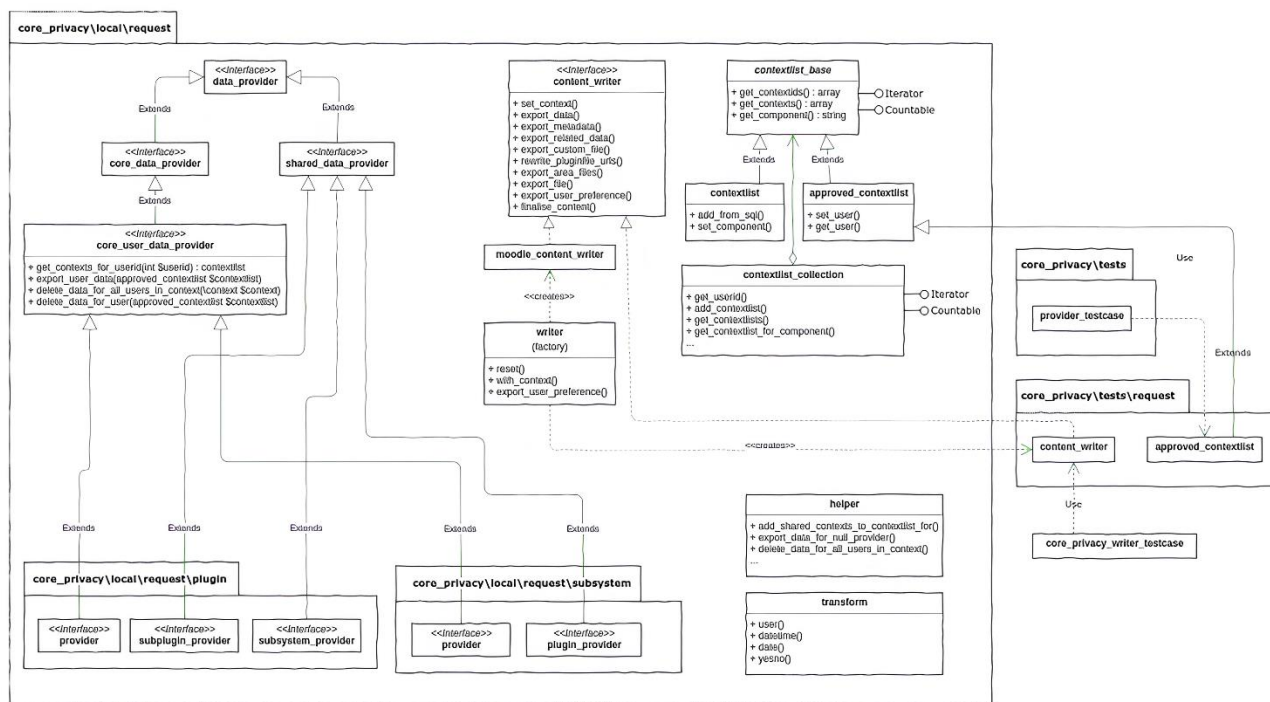 core_privacy\local\request
<<Interface>>
data_provider
Extends
Extends
<<Interface>>
core_data_provider
<<Interface>>
shared_data_provider
Extends
<<Interface>>
core_user_data_provider
+ get_contexts_for_userid(int $userid) : contextlist
+ export_user_data(approved_contextlist $contextlist)
+ delete_data_for_all_users_in_context(\context $context)
+ delete_data_for_user(approved_contextlist $contextlist)
<<Interface>>
content_writer
+ set_context()
+ export_data()
+ export_metadata()
+ export_related_data()
+ export_custom_file()
+ rewrite_pluginfile_urls()
+ export_area_files()
+ export_file()
+ export_user_preference()
+ finalise_content()
moodle_content_writer
<<creates>>
writer
(factory)
+ reset()
+ with_context()
+ export_user_preference()
<<creates>>
contextlist_base
+ get_contextids() : array
+ get_contexts() : array
+ get_component() : string
Iterator
Countable
Extends
Extends
contextlist
+ add_from_sql()
+ set_component()
approved_contextlist
+ set_user()
+ get_user()
contextlist_collection
+ get_userid()
+ add_contextlist()
+ get_contextlists()
+ get_contextlist_for_component()
...
Iterator
Countable
core_privacy\tests
Use
provider_testcase
Extends
core_privacy\tests\request
content_writer
approved_contextlist
Use
core_privacy_writer_testcase
helper
+ add_shared_contexts_to_contextlist_for()
+ export_data_for_null_provider()
+ delete_data_for_all_users_in_context()
...
transform
+ user()
+ datetime()
+ date()
+ yesno()
Extends
Extends
Extends
Extends
Extends
core_privacy\local\request\plugin
<<Interface>>
provider
<<Interface>>
subplugin_provider
<<Interface>>
subsystem_provider
core_privacy\local\request\subsystem
<<Interface>>
provider
<<Interface>>
plugin_provider